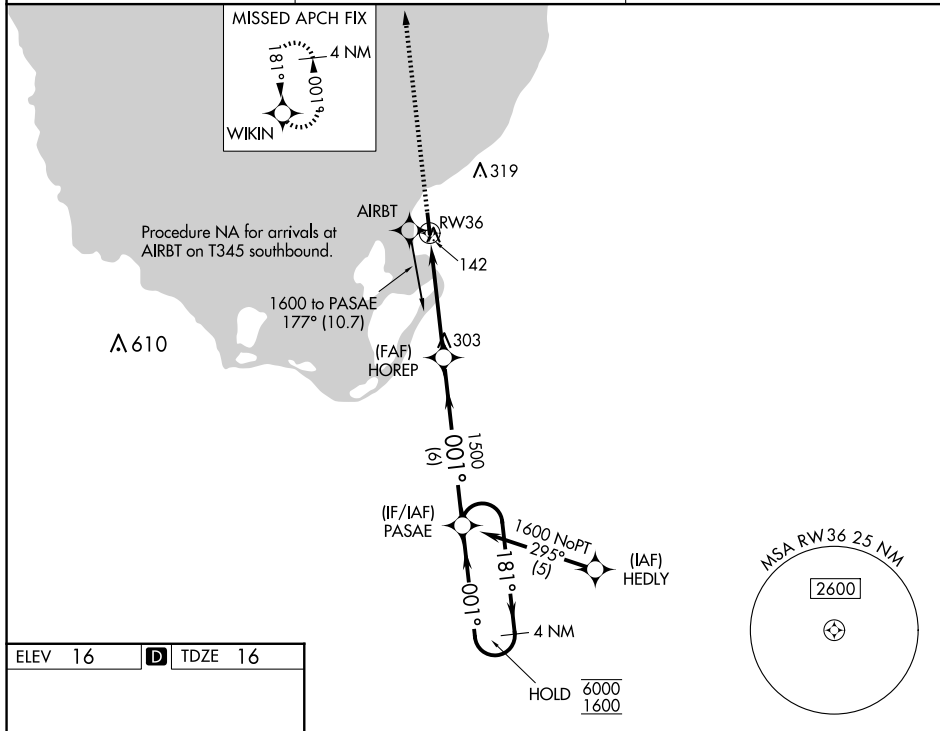 MISSED APCH FIX
4 NM
181°
001°
WIKIN
319
AIRBT
RW36
Procedure NA for arrivals at
AIRBT on T345 southbound.
142
1600 to PASAE
177° (10.7)
610
303
(FAF)
HOREP
1500
001°
(6)
(IF/IAF)
PASAE
1600 NoPT
295°
(5)
(IAF)
HEDLY
181°
001°
4 NM
HOLD 6000
1600
MSA RW36 25 NM
2600
ELEV 16 D TDZE 16